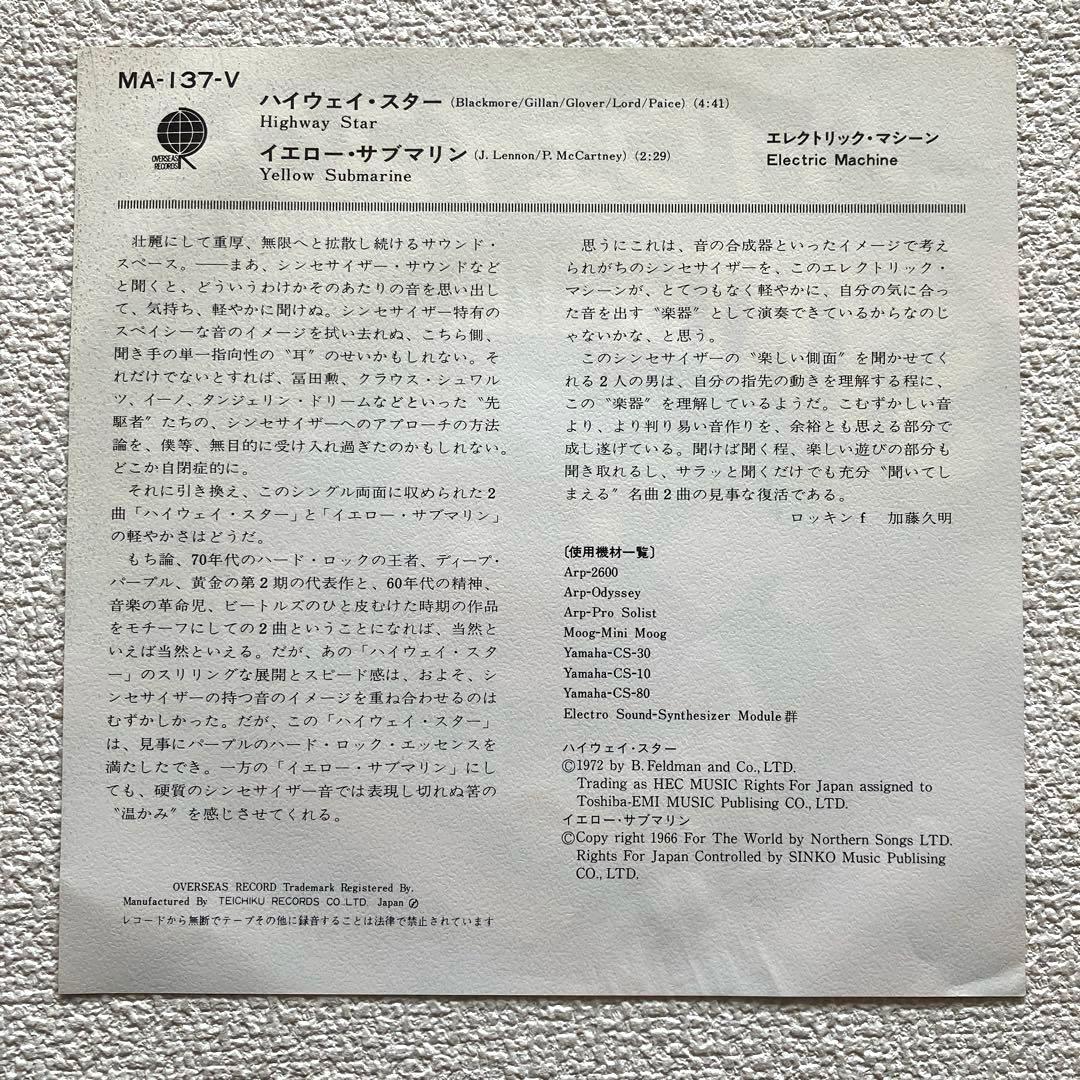 MA-137-V
OVERSEAS
RECORDS
ハイウェイ・スター (Blackmore/Gillan/Glover/Lord/Paice) (4:41)
Highway Star
イエロー・サブマリン (J. Lennon/P. McCartney) (2:29)
Yellow Submarine
エレクトリック・マシーン
Electric Machine
壮麗にして重厚、無限へと拡散し続けるサウンド・
スペース。——まあ、シンセサイザー・サウンドなど
と聞くと、どういうわけかそのあたりの音を思い出し
て、気持ち、軽やかに聞けぬ。シンセサイザー特有の
スペイシーな音のイメージを拭い去れぬ、こちら側、
聞き手の単一指向性の〝耳〞のせいかもしれない。そ
れだけでないとすれば、冨田勲、クラウス・シュワル
ツ、イーノ、タンジェリン・ドリームなどといった〝先
駆者〞たちの、シンセサイザーへのアプローチの方法
論を、僕等、無目的に受け入れ過ぎたのかもしれない。
どこか自閉症的に。
それに引き換え、このシングル両面に収められた2
曲「ハイウェイ・スター」と「イエロー・サブマリン」
の軽やかさはどうだ。
もち論、70年代のハード・ロックの王者、ディープ・
パープル、黄金の第2期の代表作と、60年代の精神、
音楽の革命児、ビートルズのひと皮むけた時期の作品
をモチーフにしての2曲ということになれば、当然と
いえば当然といえる。だが、あの「ハイウェイ・スタ
ー」のスリリングな展開とスピード感は、およそ、シ
ンセサイザーの持つ音のイメージを重ね合わせるのは
むずかしかった。だが、この「ハイウェイ・スター」
は、見事にパープルのハード・ロック・エッセンスを
満たしたでき。一方の「イエロー・サブマリン」にし
ても、硬質のシンセサイザー音では表現し切れぬ筈の
〝温かみ〞を感じさせてくれる。
思うにこれは、音の合成器といったイメージで考え
られがちのシンセサイザーを、このエレクトリック・
マシーンが、とてつもなく軽やかに、自分の気に合っ
た音を出す〝楽器〞として演奏できているからなのじ
ゃないかな、と思う。
このシンセサイザーの〝楽しい側面〞を聞かせてく
れる2人の男は、自分の指先の動きを理解する程に、
この〝楽器〞を理解しているようだ。こむずかしい音
より、より判り易い音作りを、余裕とも思える部分で
成し遂げている。聞けば聞く程、楽しい遊びの部分も
聞き取れるし、サラッと聞くだけでも充分〝聞いてし
まえる〞名曲2曲の見事な復活である。
ロッキンf　加藤久明
〔使用機材一覧〕
Arp-2600
Arp-Odyssey
Arp-Pro Solist
Moog-Mini Moog
Yamaha-CS-30
Yamaha-CS-10
Yamaha-CS-80
Electro Sound-Synthesizer Module群
ハイウェイ・スター
©1972 by B. Feldman and Co., LTD.
Trading as HEC MUSIC Rights For Japan assigned to
Toshiba-EMI MUSIC Publising CO., LTD.
イエロー・サブマリン
©Copy right 1966 For The World by Northern Songs LTD.
Rights For Japan Controlled by SINKO Music Publising
CO., LTD.
OVERSEAS RECORD Trademark Registered By.
Manufactured By TEICHIKU RECORDS CO. LTD. Japan
レコードから無断でテープその他に録音することは法律で禁止されています